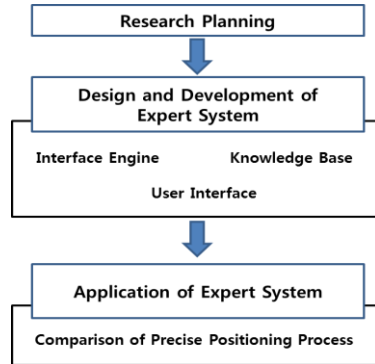 Research Planning
Design and Development of
Expert System
Interface Engine Knowledge Base
User Interface
Application of Expert System
Comparison of Precise Positioning Process